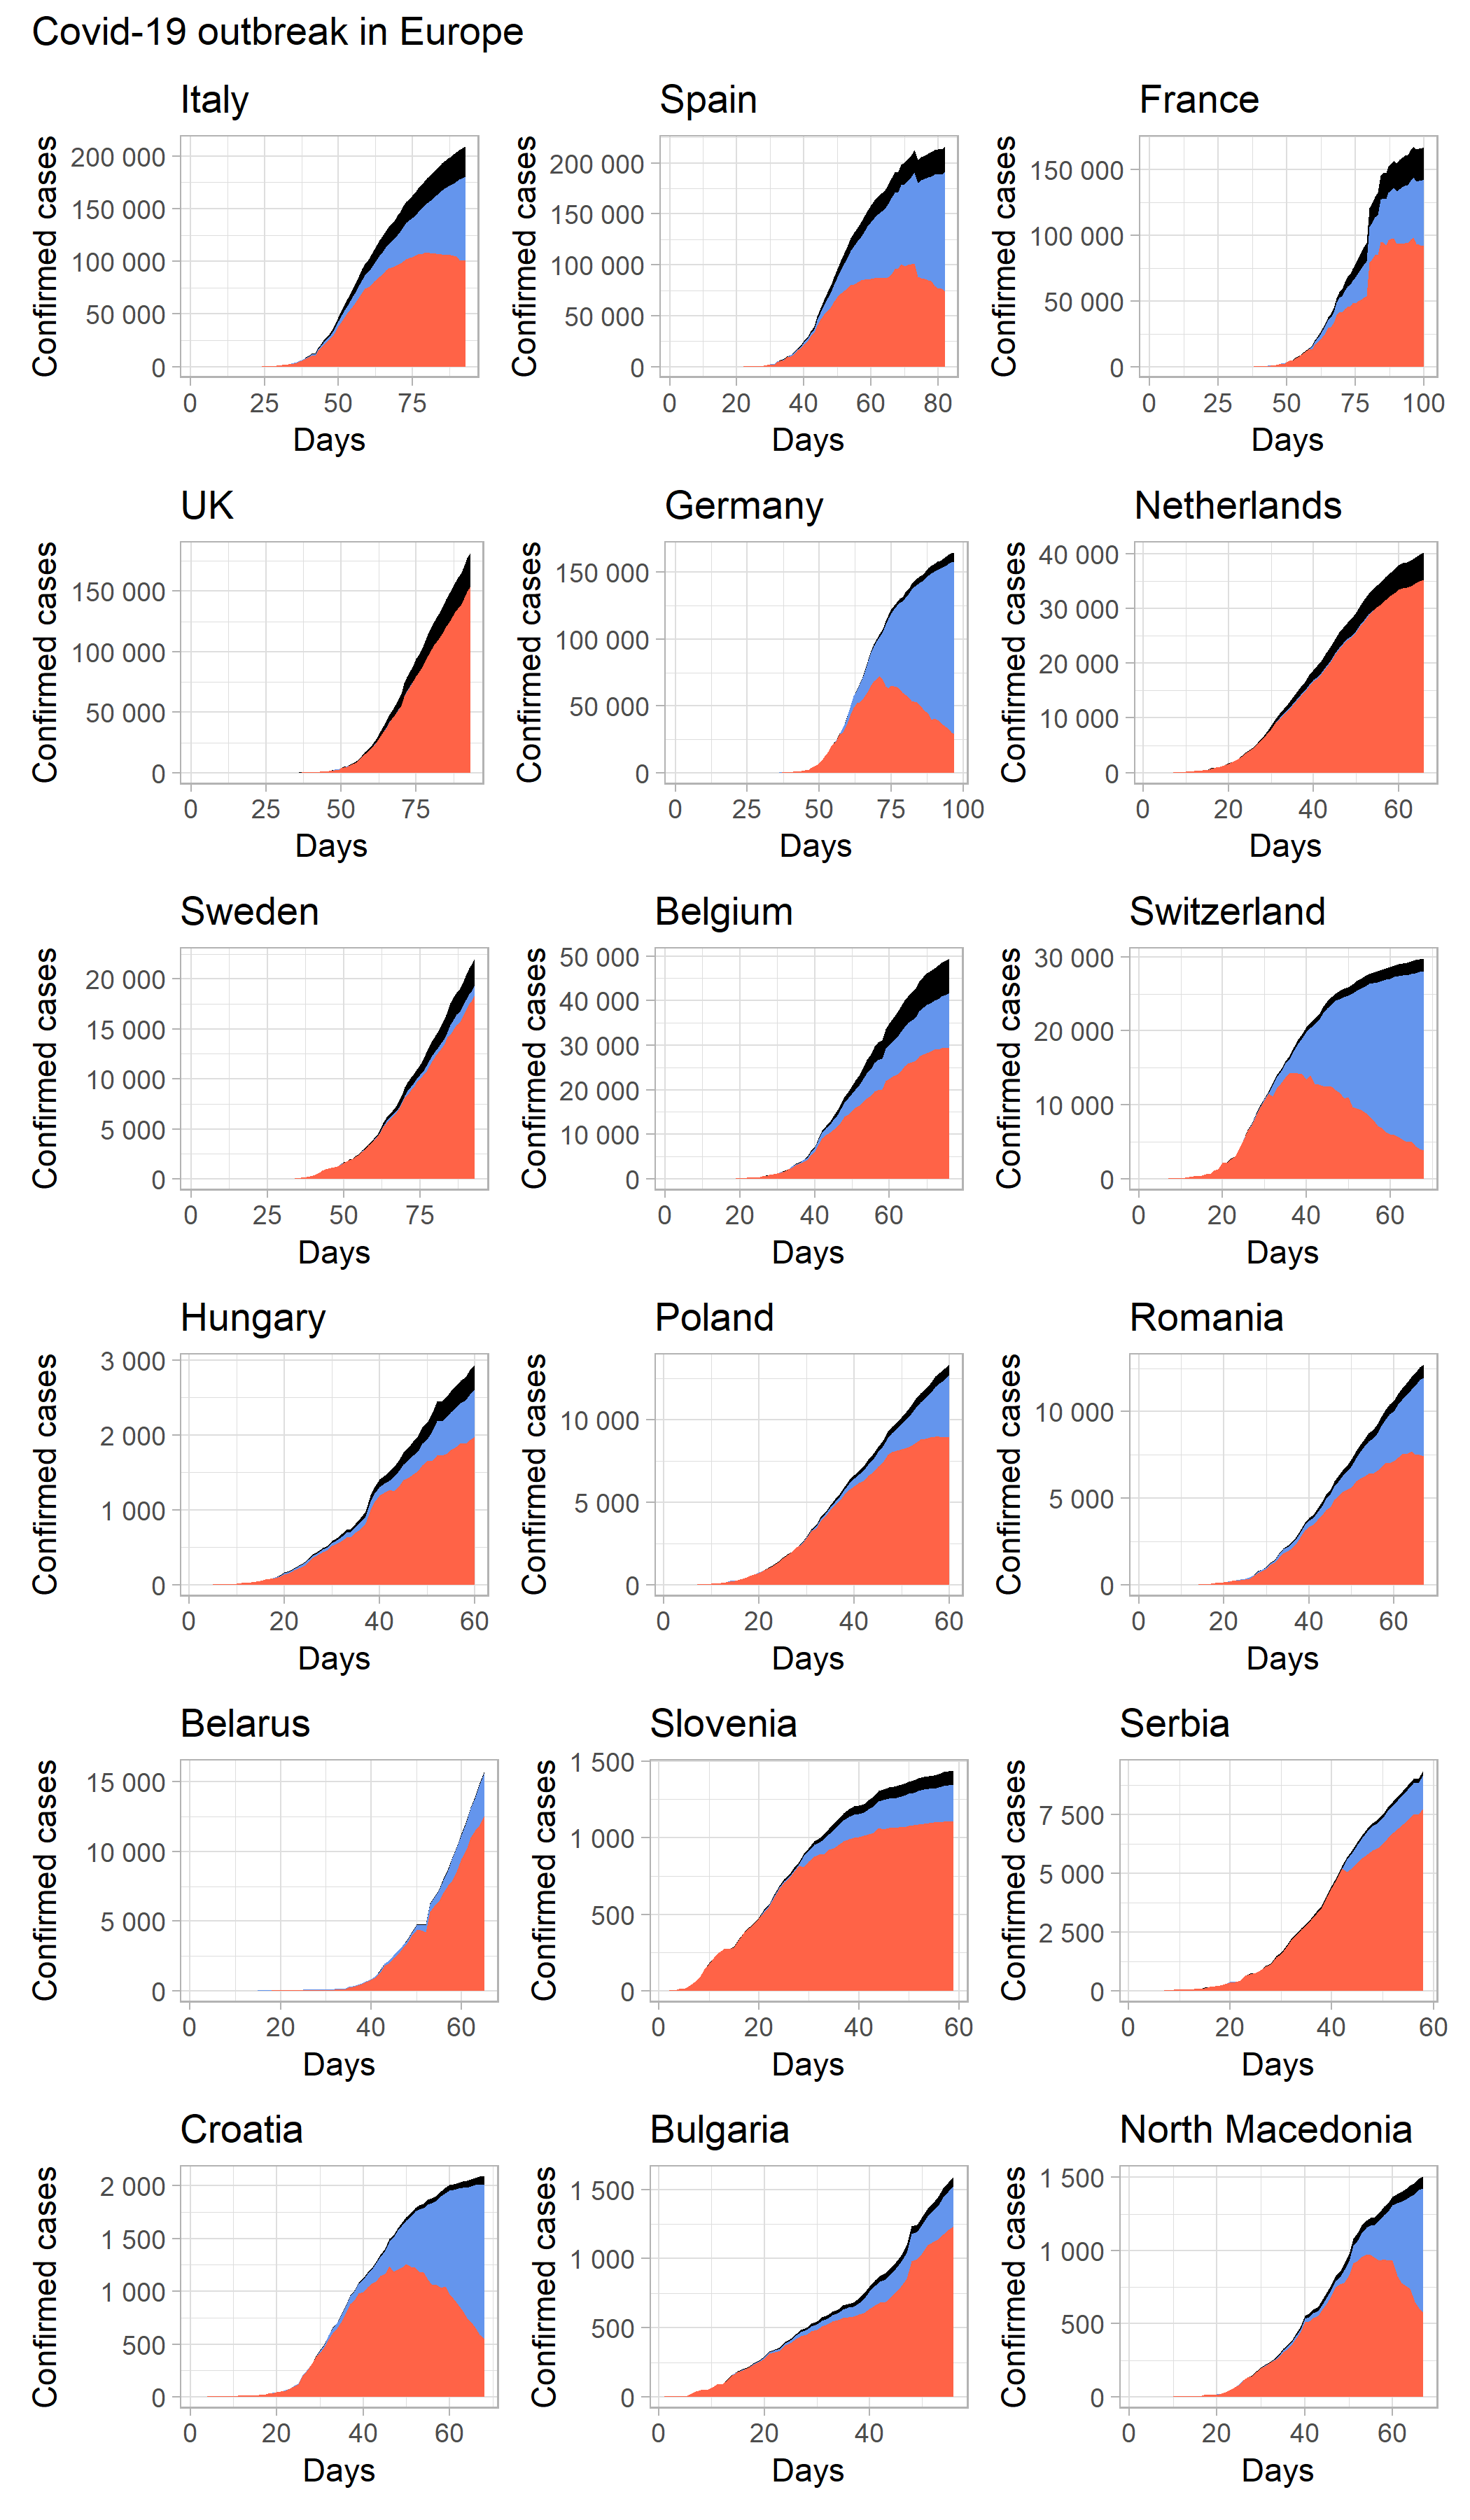 Covid-19 outbreak in Europe
Italy
Spain
France
Confirmed cases
200 000
150 000
100 000
50 000
0
0 25 50 75
Days
Confirmed cases
200 000
150 000
100 000
50 000
0
0 20 40 60 80
Days
Confirmed cases
150 000
100 000
50 000
0
0 25 50 75 100
Days
UK
Germany
Netherlands
Confirmed cases
150 000
100 000
50 000
0
0 25 50 75
Days
Confirmed cases
150 000
100 000
50 000
0
0 25 50 75 100
Days
Confirmed cases
40 000
30 000
20 000
10 000
0
0 20 40 60
Days
Sweden
Belgium
Switzerland
Confirmed cases
20 000
15 000
10 000
5 000
0
0 25 50 75
Days
Confirmed cases
50 000
40 000
30 000
20 000
10 000
0
0 20 40 60
Days
Confirmed cases
30 000
20 000
10 000
0
0 20 40 60
Days
Hungary
Poland
Romania
Confirmed cases
3 000
2 000
1 000
0
0 20 40 60
Days
Confirmed cases
10 000
5 000
0
0 20 40 60
Days
Confirmed cases
10 000
5 000
0
0 20 40 60
Days
Belarus
Slovenia
Serbia
Confirmed cases
15 000
10 000
5 000
0
0 20 40 60
Days
Confirmed cases
1 500
1 000
500
0
0 20 40 60
Days
Confirmed cases
7 500
5 000
2 500
0
0 20 40 60
Days
Croatia
Bulgaria
North Macedonia
Confirmed cases
2 000
1 500
1 000
500
0
0 20 40 60
Days
Confirmed cases
1 500
1 000
500
0
0 20 40
Days
Confirmed cases
1 500
1 000
500
0
0 20 40 60
Days